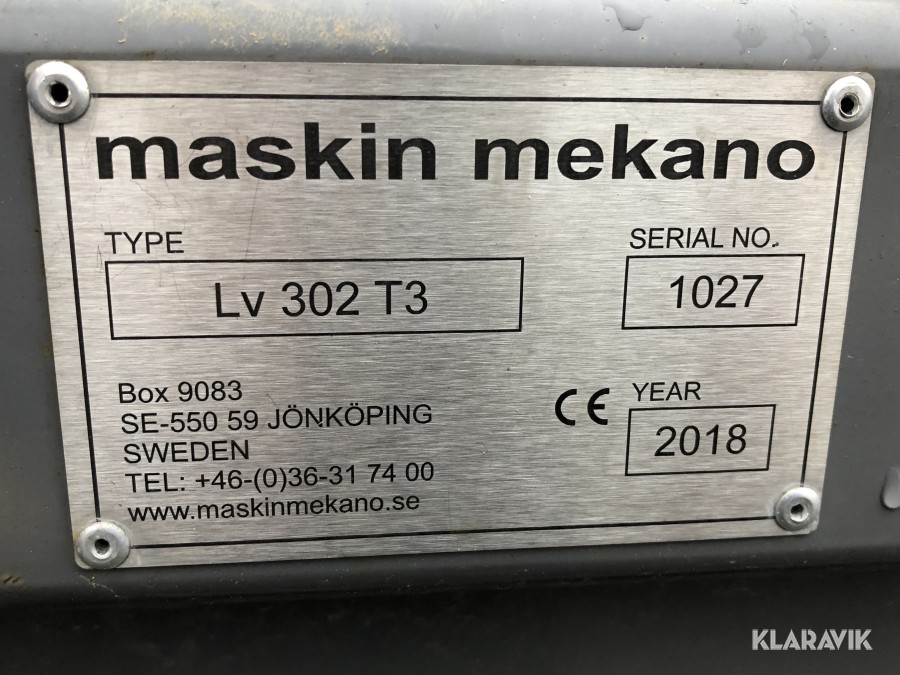 maskin mekano
TYPE
Lv 302 T3
SERIAL NO.
1027
Box 9083
SE-550 59 JÖNKÖPING
SWEDEN
TEL: +46-(0)36-31 74 00
www.maskinmekano.se
CE
YEAR
2018
KLARAVIK